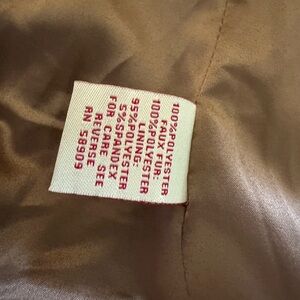 100%POLYESTER
FAUX FUR:
100%POLYESTER
LINING:
95%POLYESTER
5%SPANDEX
FOR CARE SEE
REVERSE
RN 58909